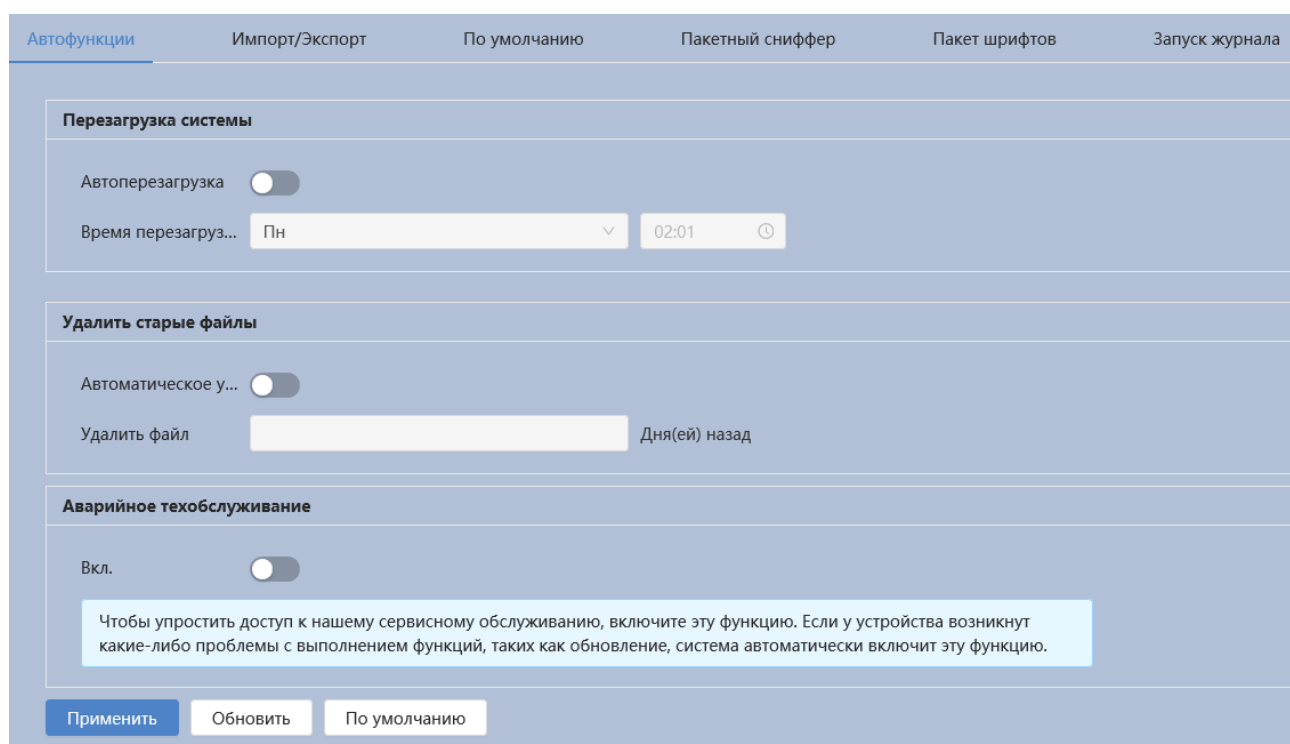 Автофункции Импорт/Экспорт По умолчанию Пакетный сниффер Пакет шрифтов Запуск журнала
Перезагрузка системы
Автоперезагрузка
Время перезагруз... Пн 02:01
Удалить старые файлы
Автоматическое у...
Удалить файл Дня(ей) назад
Аварийное техобслуживание
Вкл.
Чтобы упростить доступ к нашему сервисному обслуживанию, включите эту функцию. Если у устройства возникнут
какие-либо проблемы с выполнением функций, таких как обновление, система автоматически включит эту функцию.
Применить Обновить По умолчанию